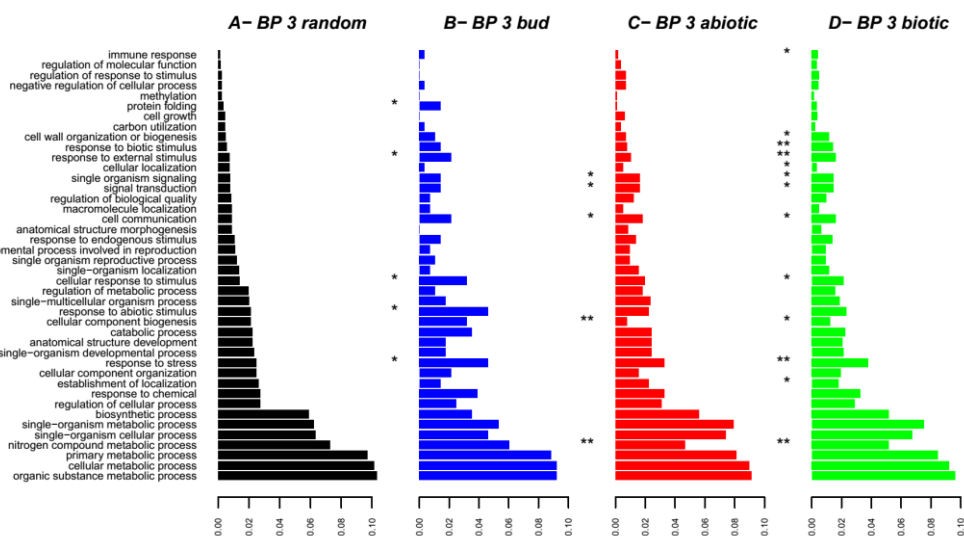 A− BP 3 random
B− BP 3 bud
C− BP 3 abiotic
D− BP 3 biotic
immune response *
regulation of molecular function
regulation of response to stimulus
negative regulation of cellular process
methylation
protein folding *
cell growth
carbon utilization
cell wall organization or biogenesis *
response to biotic stimulus **
response to external stimulus * **
cellular localization *
single organism signaling * *
signal transduction * *
regulation of biological quality
macromolecule localization
cell communication * *
anatomical structure morphogenesis
response to endogenous stimulus
omental process involved in reproduction
single organism reproductive process
single−organism localization
cellular response to stimulus * *
regulation of metabolic process
single−multicellular organism process
response to abiotic stimulus *
cellular component biogenesis ** *
catabolic process
anatomical structure development
single−organism developmental process
response to stress * **
cellular component organization
establishment of localization *
response to chemical
regulation of cellular process
biosynthetic process
single−organism metabolic process
single−organism cellular process
nitrogen compound metabolic process ** **
primary metabolic process
cellular metabolic process
organic substance metabolic process
0.00 0.02 0.04 0.06 0.08 0.10
0.00 0.02 0.04 0.06 0.08 0.10
0.00 0.02 0.04 0.06 0.08 0.10
0.00 0.02 0.04 0.06 0.08 0.10